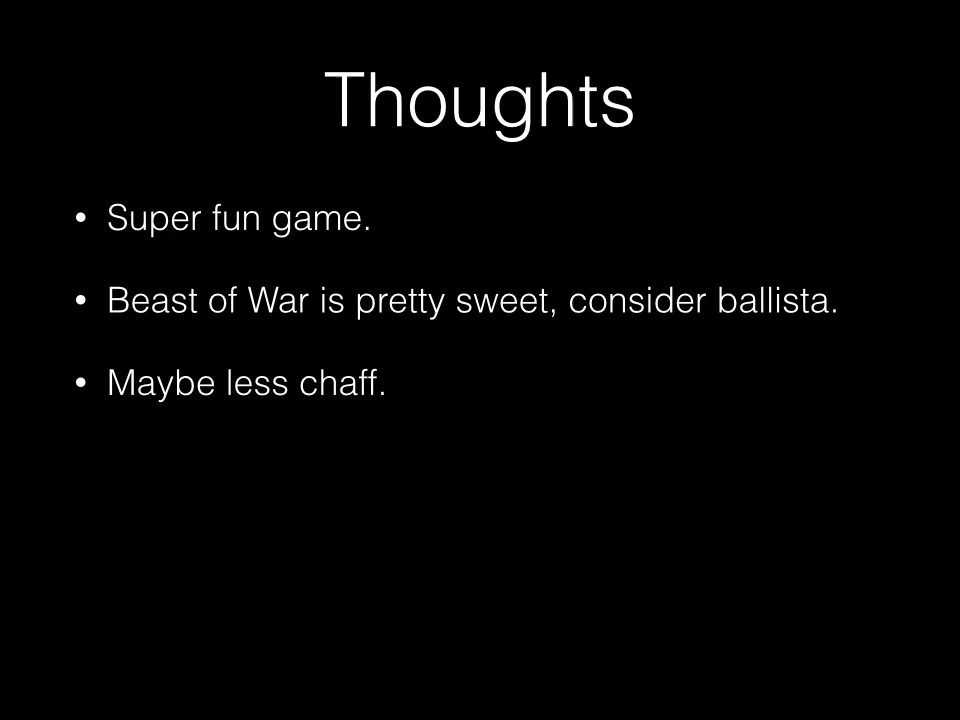 Thoughts
• Super fun game.
• Beast of War is pretty sweet, consider ballista.
• Maybe less chaff.